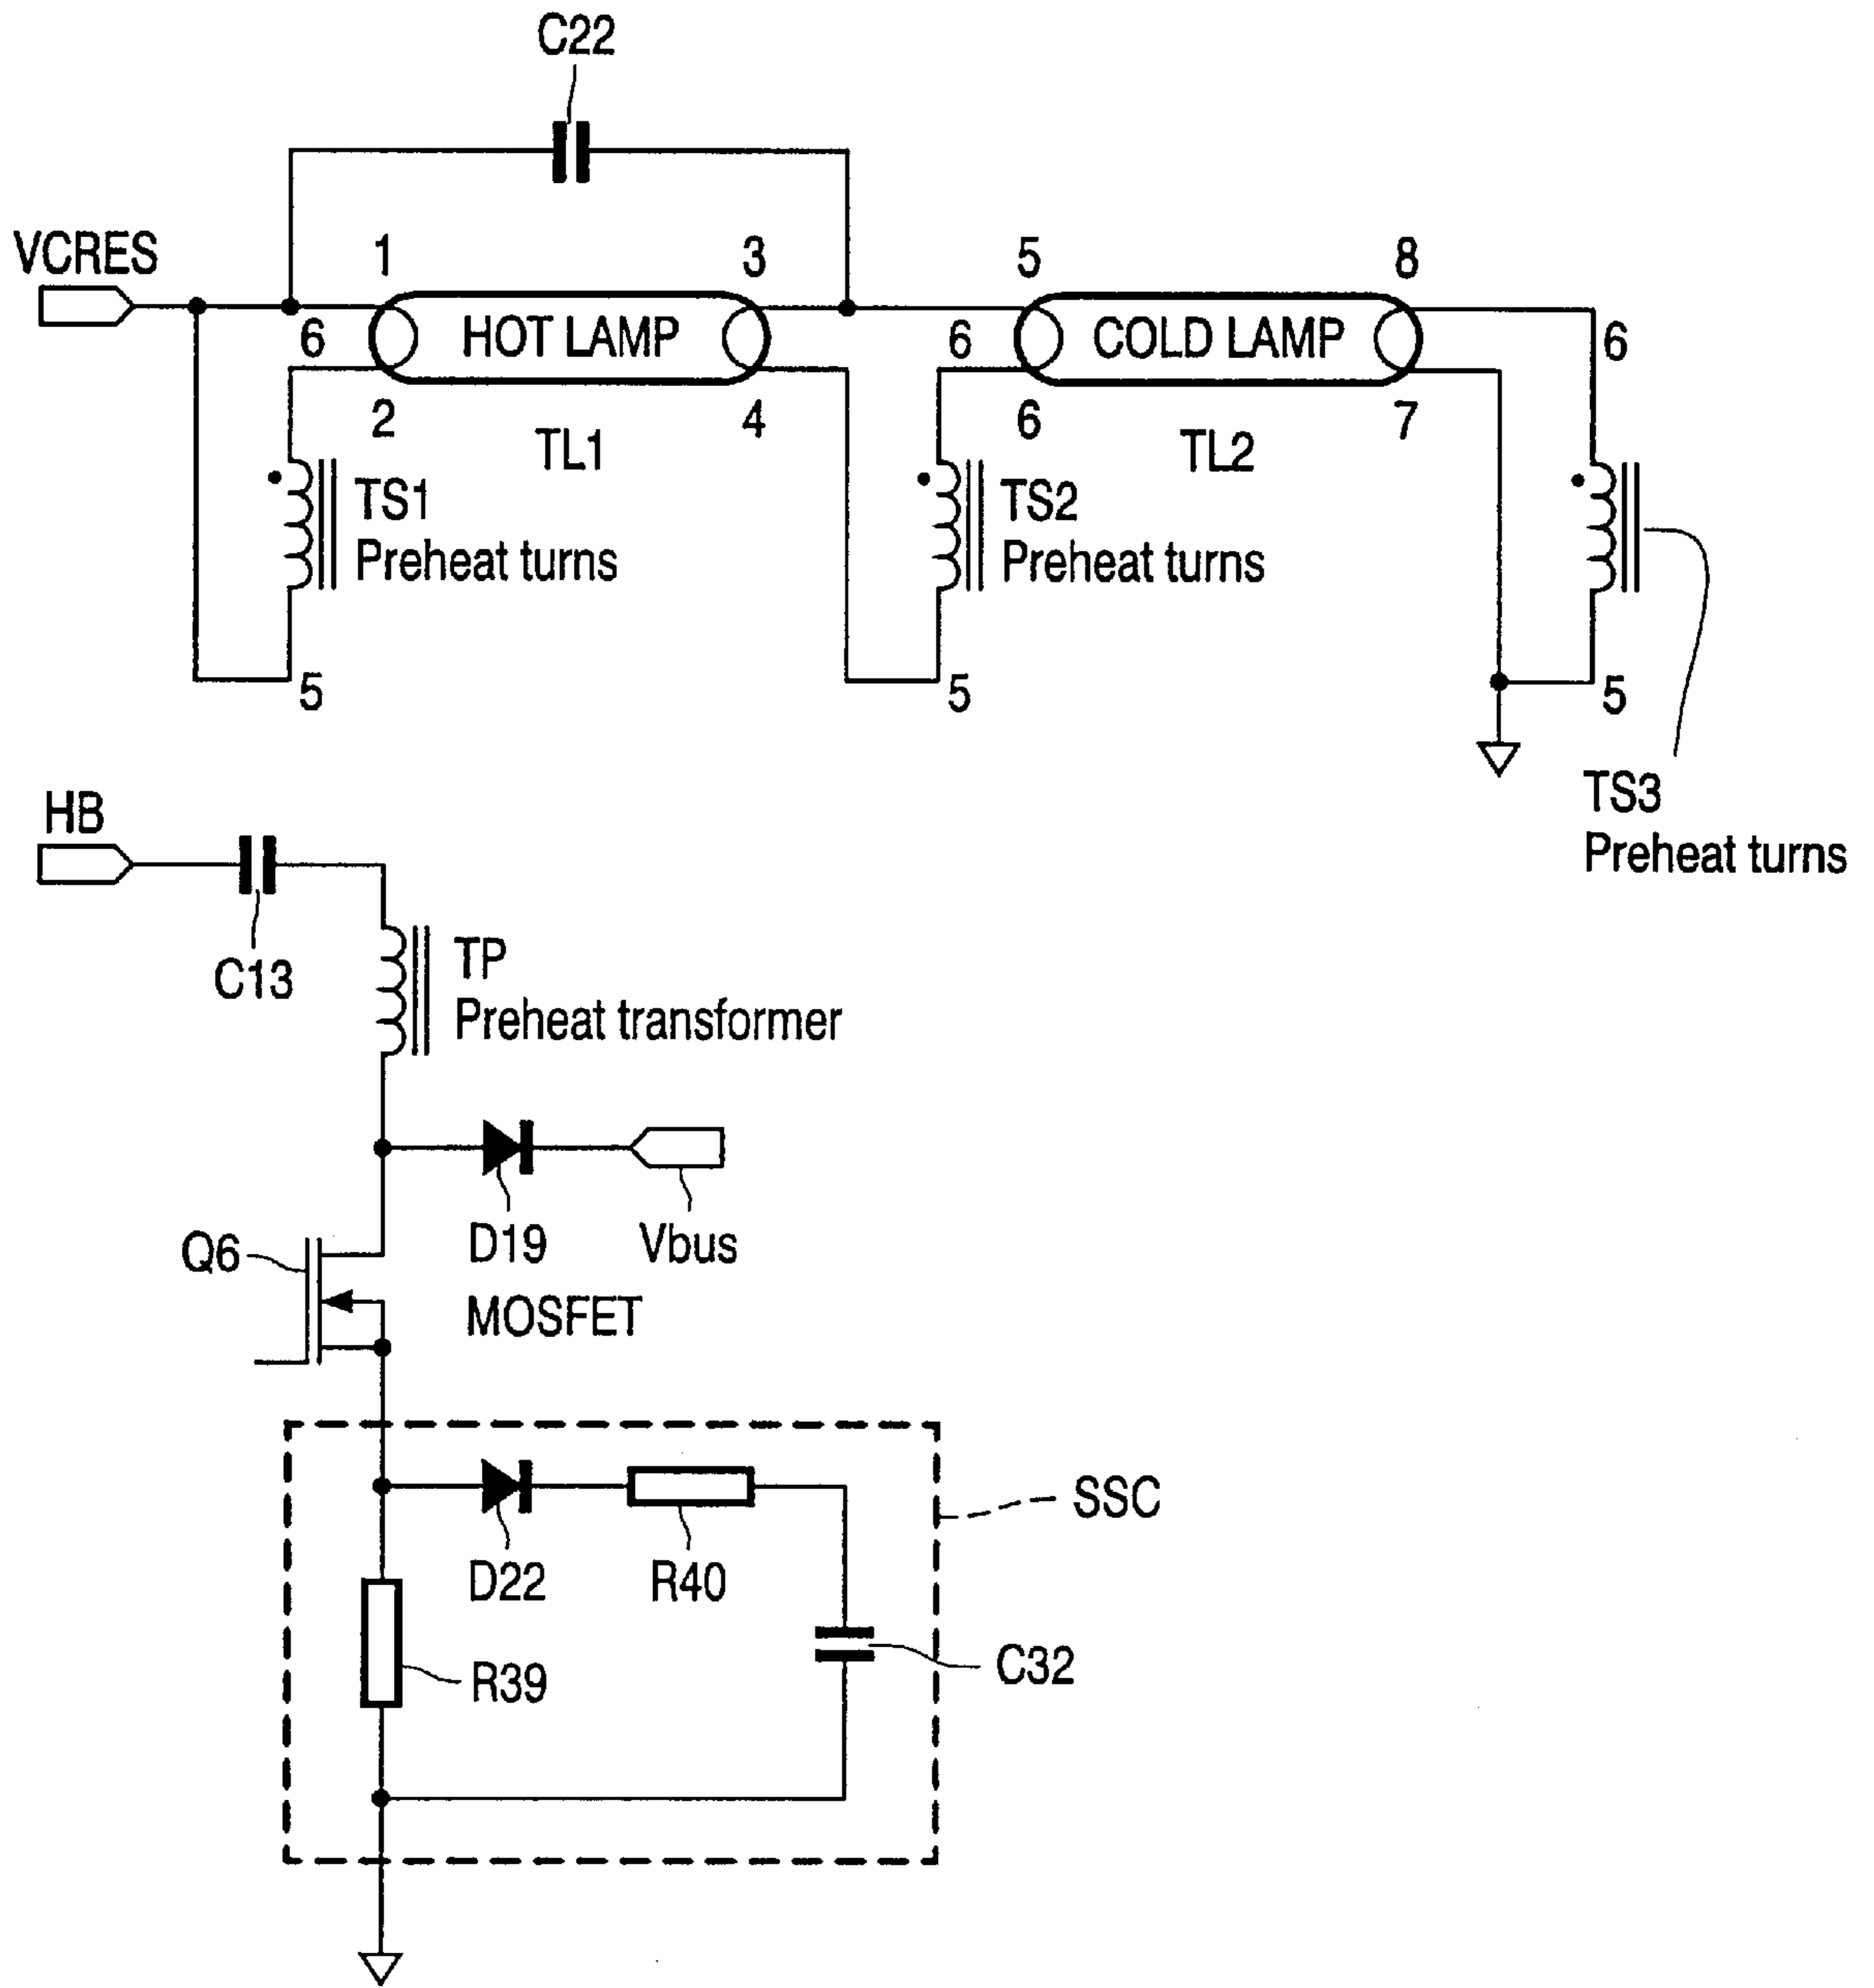 C22
VCRES
1
3
5
8
6
HOT LAMP
6
COLD LAMP
6
2
4
6
7
TL1
TL2
TS1
Preheat turns
TS2
Preheat turns
5
5
5
TS3
Preheat turns
HB
C13
TP
Preheat transformer
Q6
D19
Vbus
MOSFET
SSC
D22
R40
R39
C32